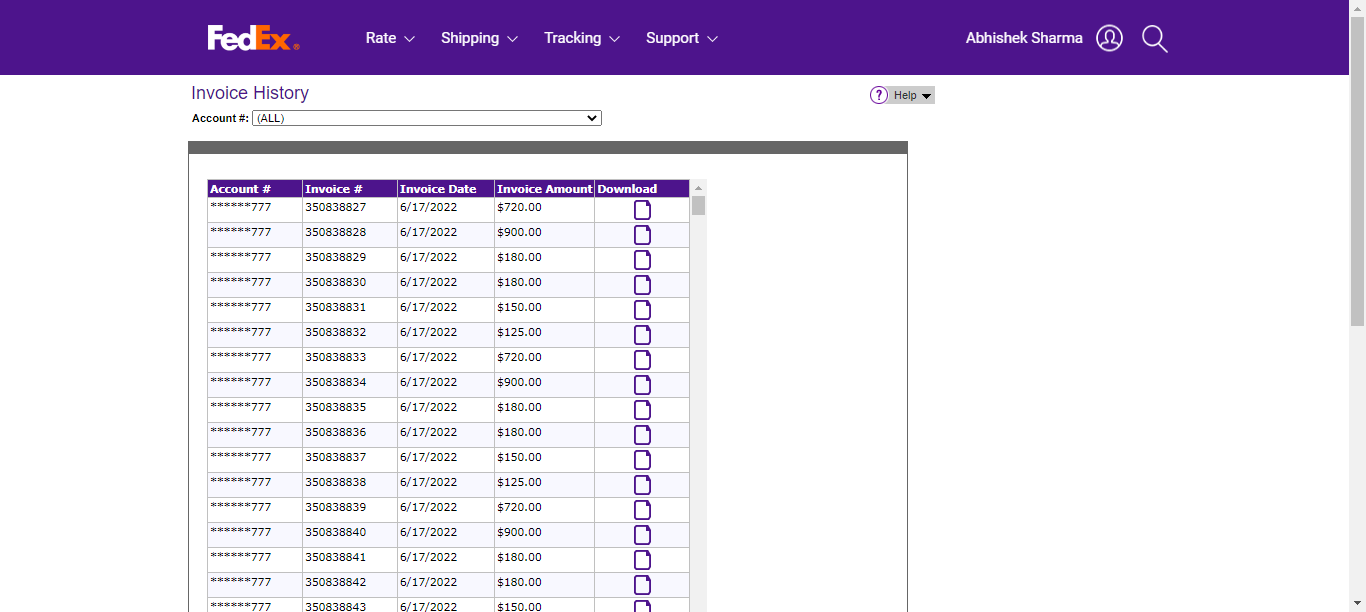 FedEx® Rate Shipping Tracking Support Abhishek Sharma
Invoice History ? Help
Account #: (ALL)
Account # Invoice # Invoice Date Invoice Amount Download
******777 350838827 6/17/2022 $720.00
******777 350838828 6/17/2022 $900.00
******777 350838829 6/17/2022 $180.00
******777 350838830 6/17/2022 $180.00
******777 350838831 6/17/2022 $150.00
******777 350838832 6/17/2022 $125.00
******777 350838833 6/17/2022 $720.00
******777 350838834 6/17/2022 $900.00
******777 350838835 6/17/2022 $180.00
******777 350838836 6/17/2022 $180.00
******777 350838837 6/17/2022 $150.00
******777 350838838 6/17/2022 $125.00
******777 350838839 6/17/2022 $720.00
******777 350838840 6/17/2022 $900.00
******777 350838841 6/17/2022 $180.00
******777 350838842 6/17/2022 $180.00
******777 350838843 6/17/2022 $150.00